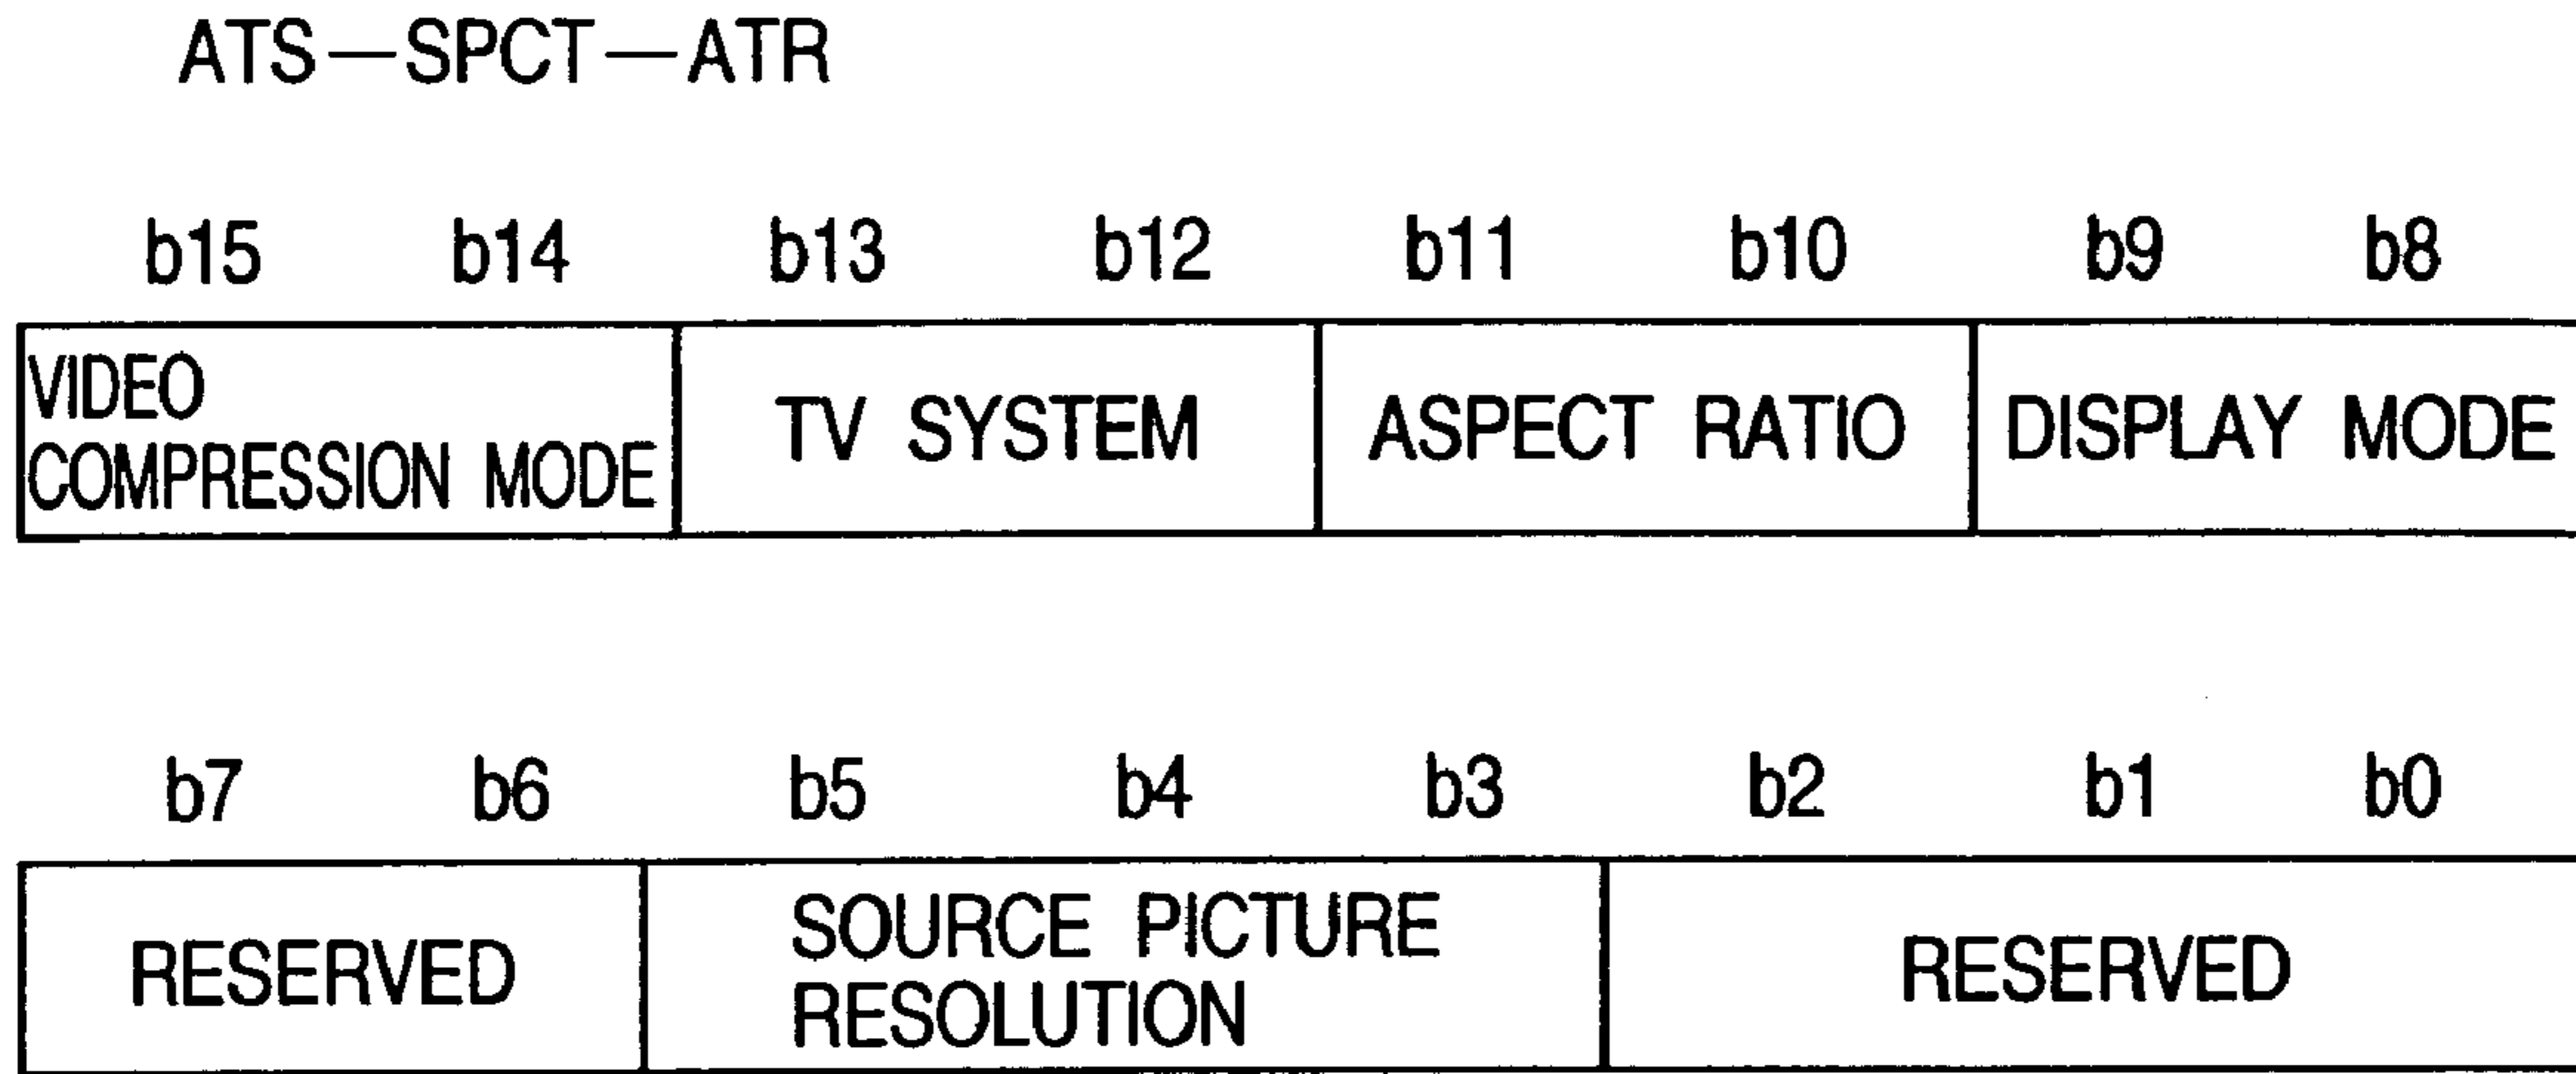 ATS—SPCT—ATR
b15 b14 b13 b12 b11 b10 b9 b8
VIDEO
COMPRESSION MODE
TV SYSTEM
ASPECT RATIO
DISPLAY MODE
b7 b6 b5 b4 b3 b2 b1 b0
RESERVED
SOURCE PICTURE
RESOLUTION
RESERVED